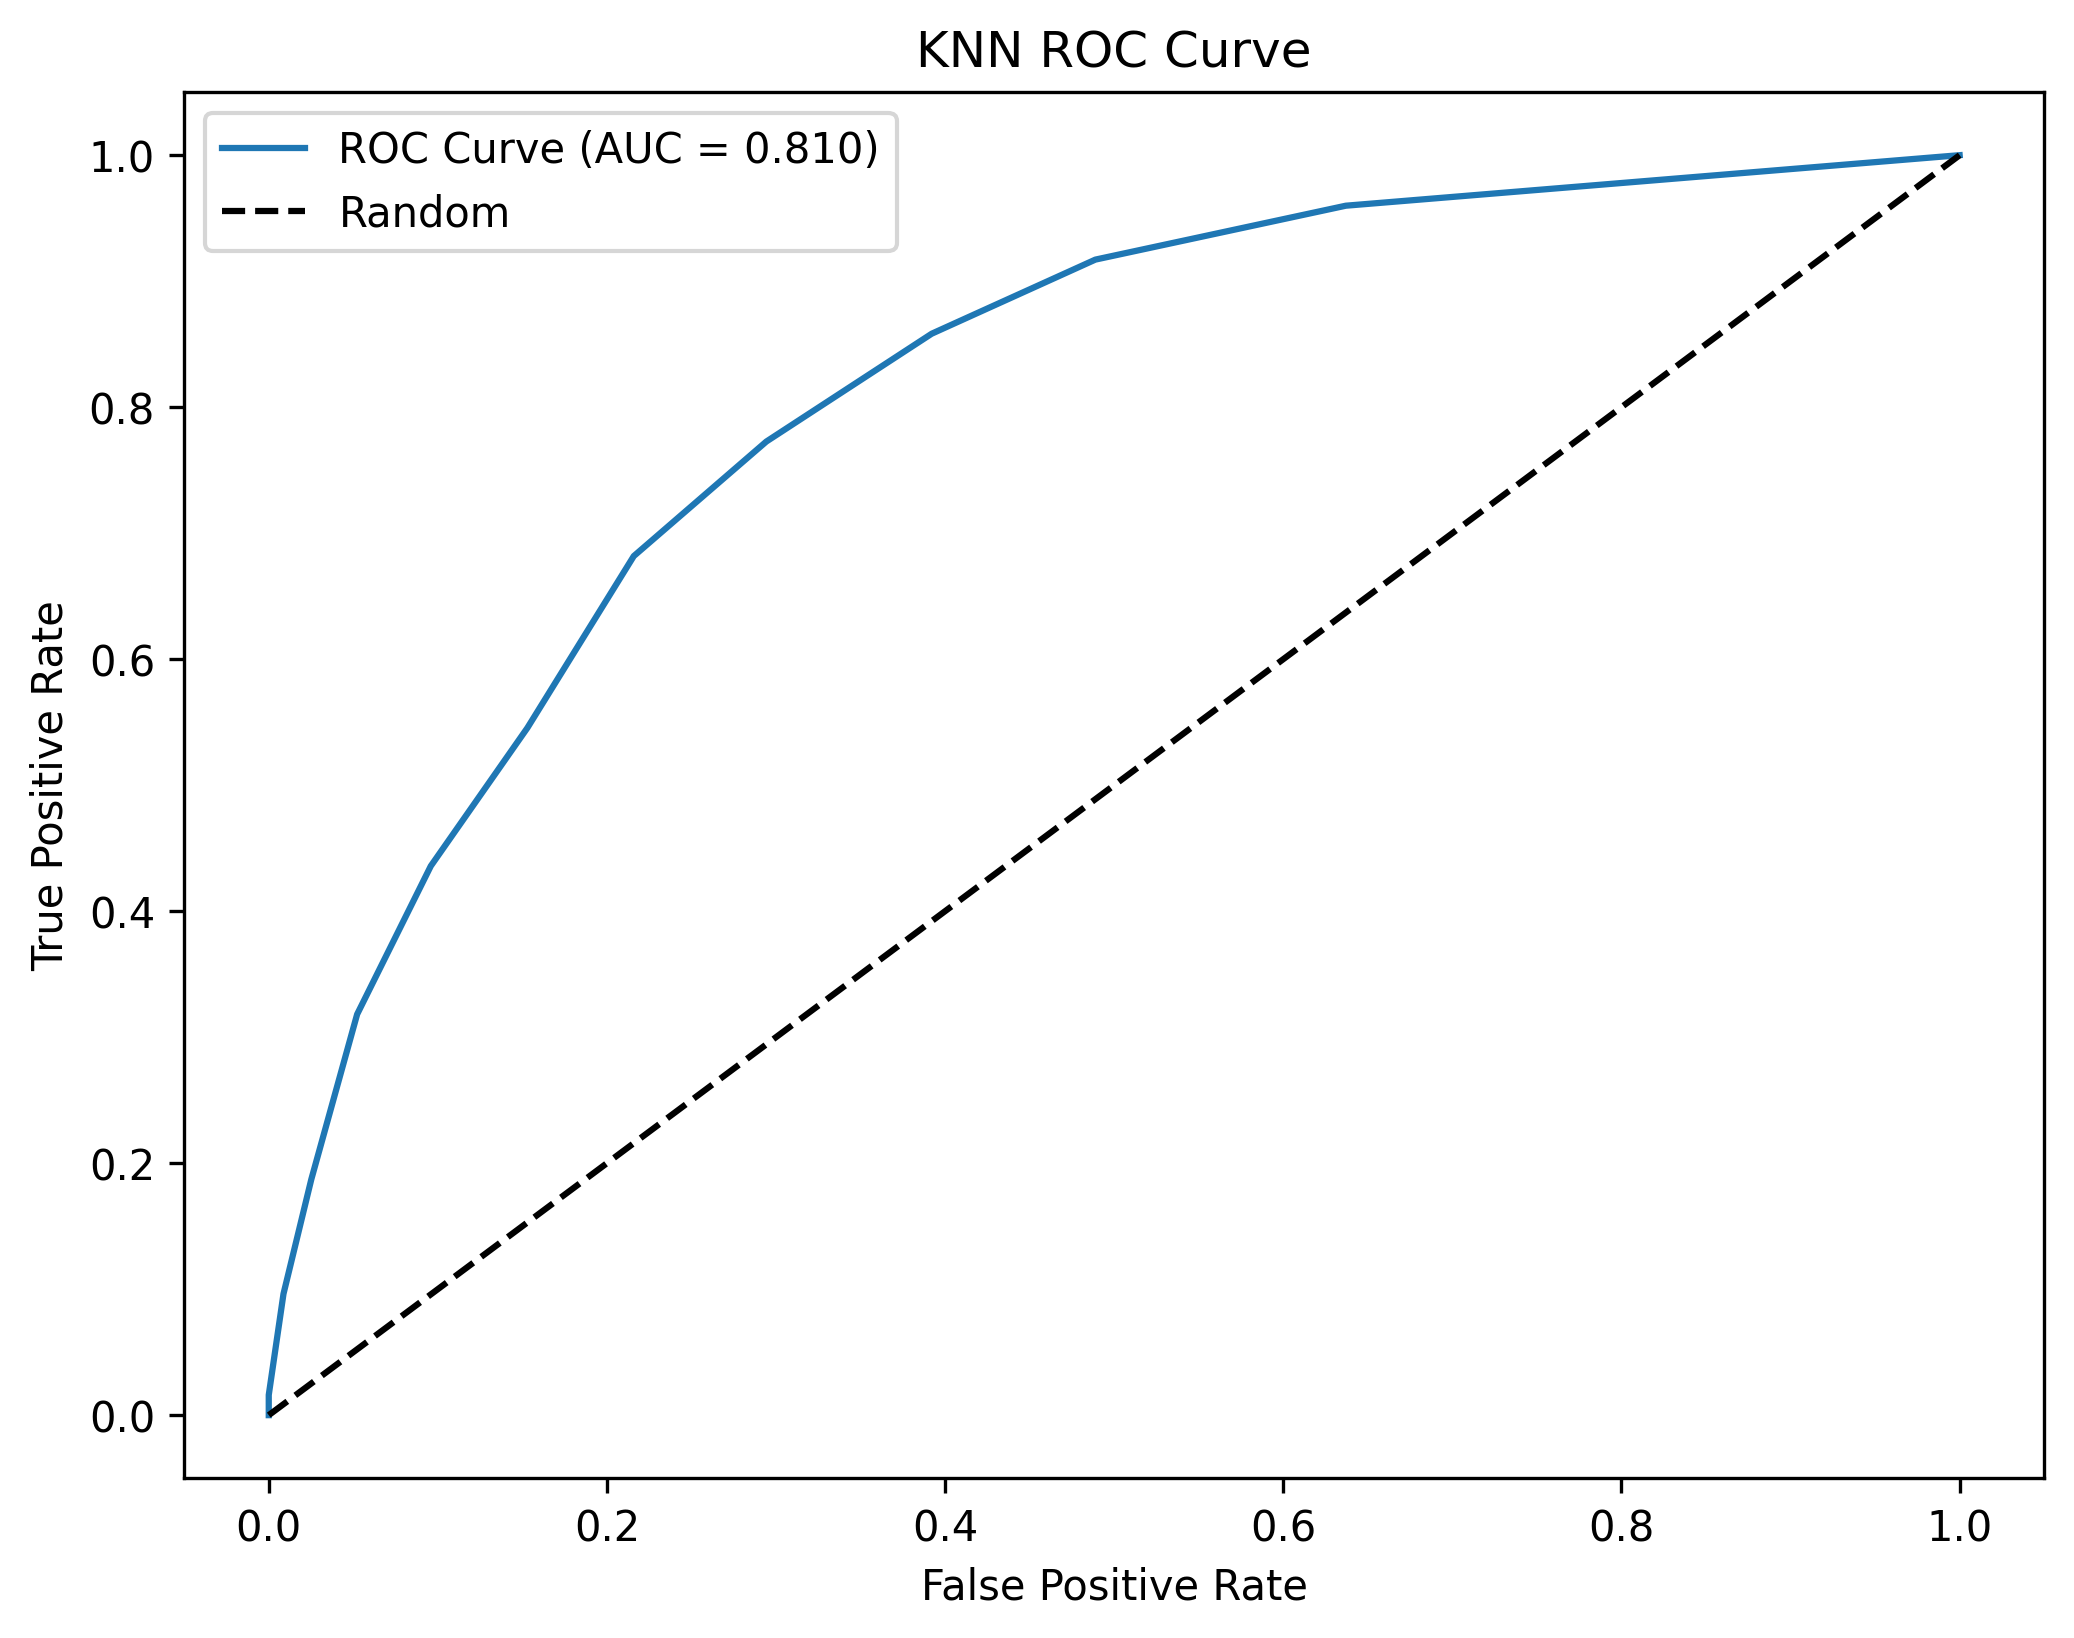 KNN ROC Curve
ROC Curve (AUC = 0.810)
Random
True Positive Rate
1.0
0.8
0.6
0.4
0.2
0.0
0.0 0.2 0.4 0.6 0.8 1.0
False Positive Rate